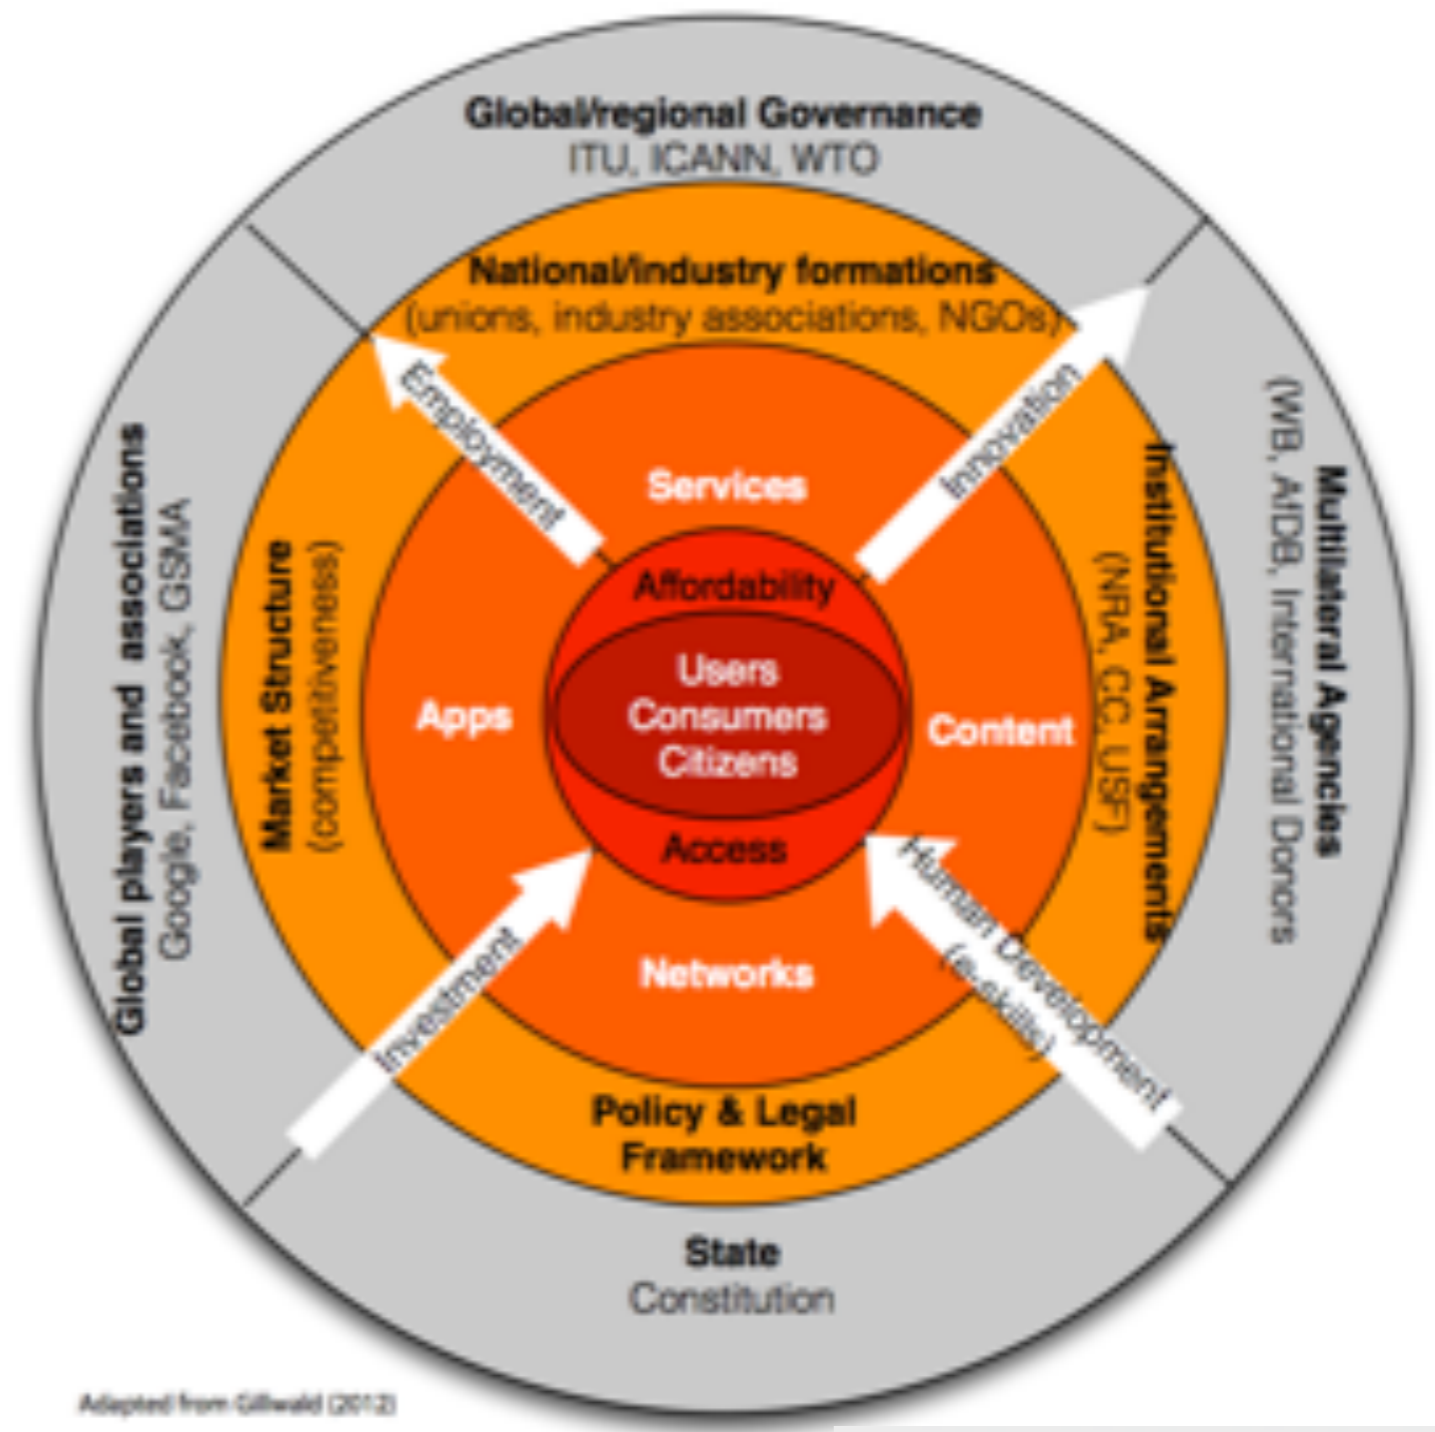 Global/regional Governance
ITU, ICANN, WTO
National/industry formations
(unions, industry associations, NGOs)
Employment
Innovation
Global players and associations
Google, Facebook, GSMA
Market Structure
(competitiveness)
Services
Affordability
Users
Consumers
Citizens
Apps
Content
Access
Networks
Institutional Arrangements
(NRA, CC, USF)
Multilateral Agencies
(WB, AfDB, International Donors
Investment
Human Development
(e-skills)
Policy & Legal
Framework
State
Constitution
Adapted from Gillwald (2012)